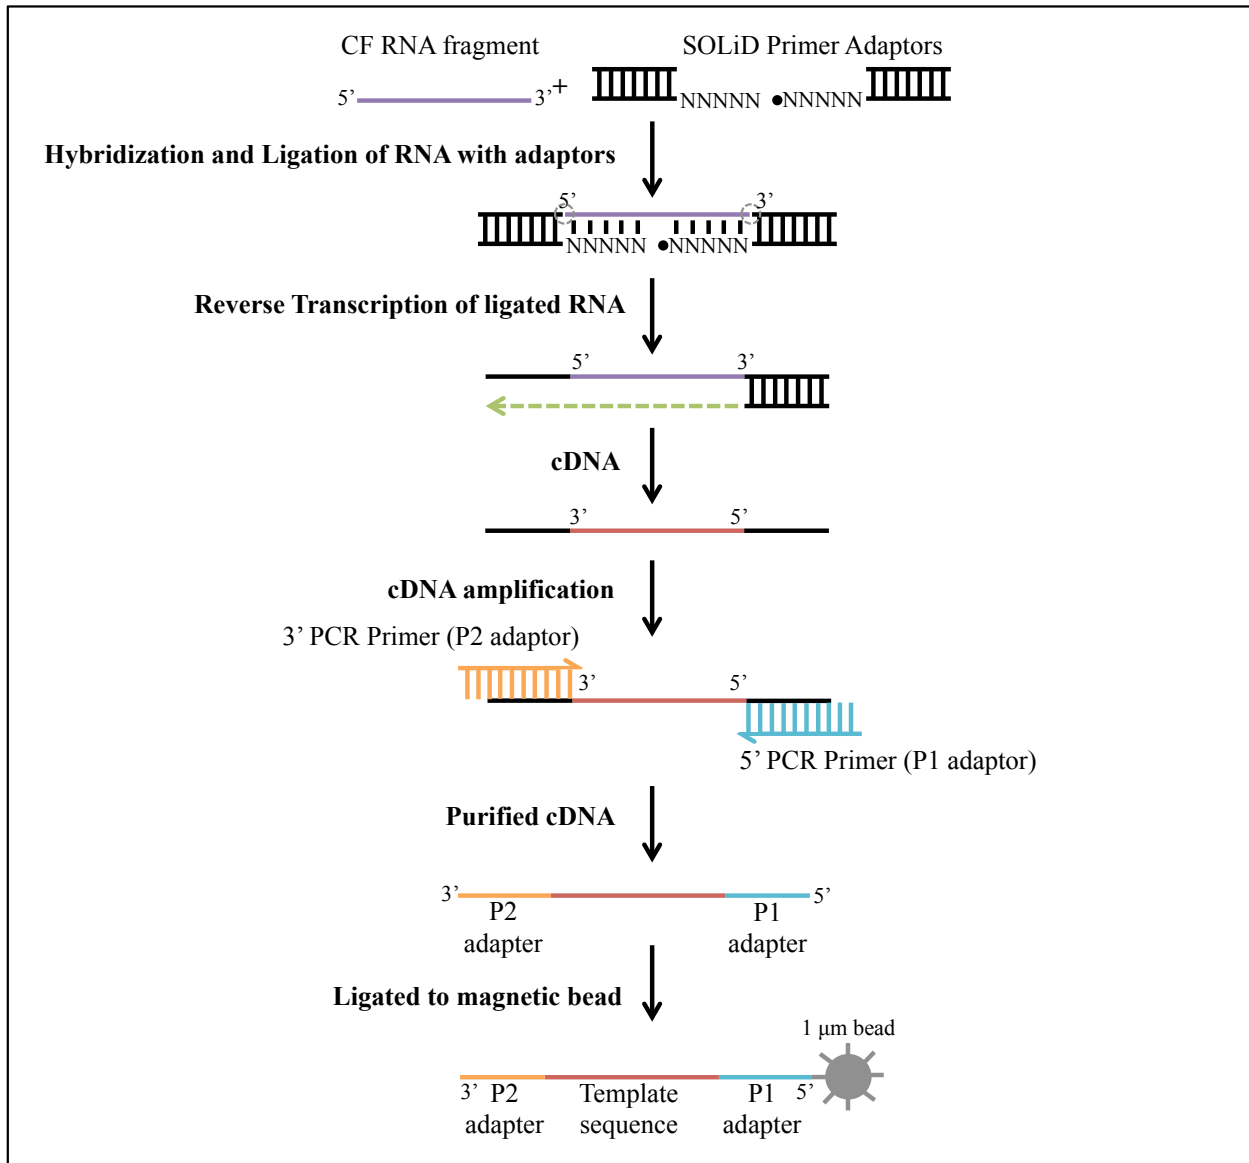 CF RNA fragment
SOLiD Primer Adaptors
5’
3’
+
NNNNN
●NNNNN
Hybridization and Ligation of RNA with adaptors
5’
3’
NNNNN
●NNNNN
Reverse Transcription of ligated RNA
5’
3’
cDNA
3’
5’
cDNA amplification
3’ PCR Primer (P2 adaptor)
3’
5’
5’ PCR Primer (P1 adaptor)
Purified cDNA
3’
5’
P2
adapter
P1
adapter
Ligated to magnetic bead
1 μm bead
3’
P2
adapter
Template
sequence
P1
adapter
5’